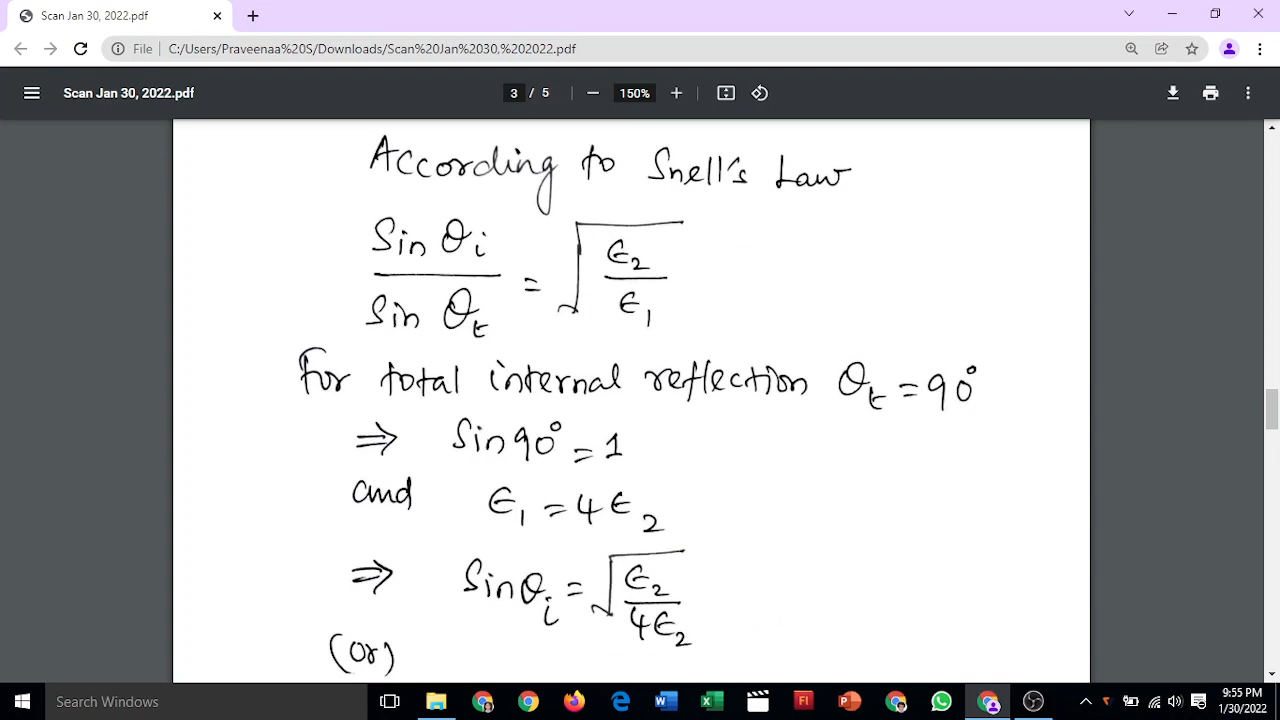 Scan Jan 30, 2022.pdf
File C:/Users/Praveenaa%20S/Downloads/Scan%20Jan%2030,%202022.pdf
Scan Jan 30, 2022.pdf 3 / 5 150%
According to Snell's Law
Sin θi / Sin θt = √(ϵ2 / ϵ1)
For total internal reflection θt = 90°
⇒ Sin 90° = 1
and ϵ1 = 4ϵ2
⇒ Sin θi = √(ϵ2 / 4ϵ2)
(Or)
Search Windows
9:55 PM
1/30/2022